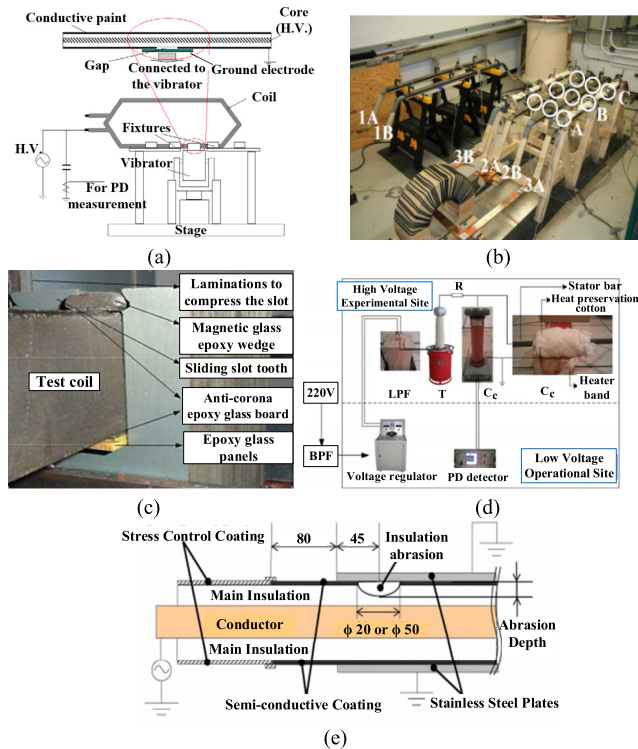 Conductive paint
Core
(H.V.)
Gap
Connected to
the vibrator
Ground electrode
Coil
Fixtures
H.V.
Vibrator
For PD
measurement
Stage
(a)
1A
1B
3B
2A
2B
3A
A
B
C
(b)
Laminations to
compress the slot
Magnetic glass
epoxy wedge
Sliding slot tooth
Test coil
Anti-corona
epoxy glass board
Epoxy glass
panels
(c)
High Voltage
Experimental Site
R
Stator bar
Heat preservation
cotton
LPF
T
Cc
Cc
Heater
band
220V
BPF
Voltage regulator
PD detector
Low Voltage
Operational Site
(d)
80
45
Stress Control Coating
Insulation
abrasion
Main Insulation
Conductor
ϕ 20 or ϕ 50
Abrasion
Depth
Main Insulation
Semi-conductive Coating
Stainless Steel Plates
(e)